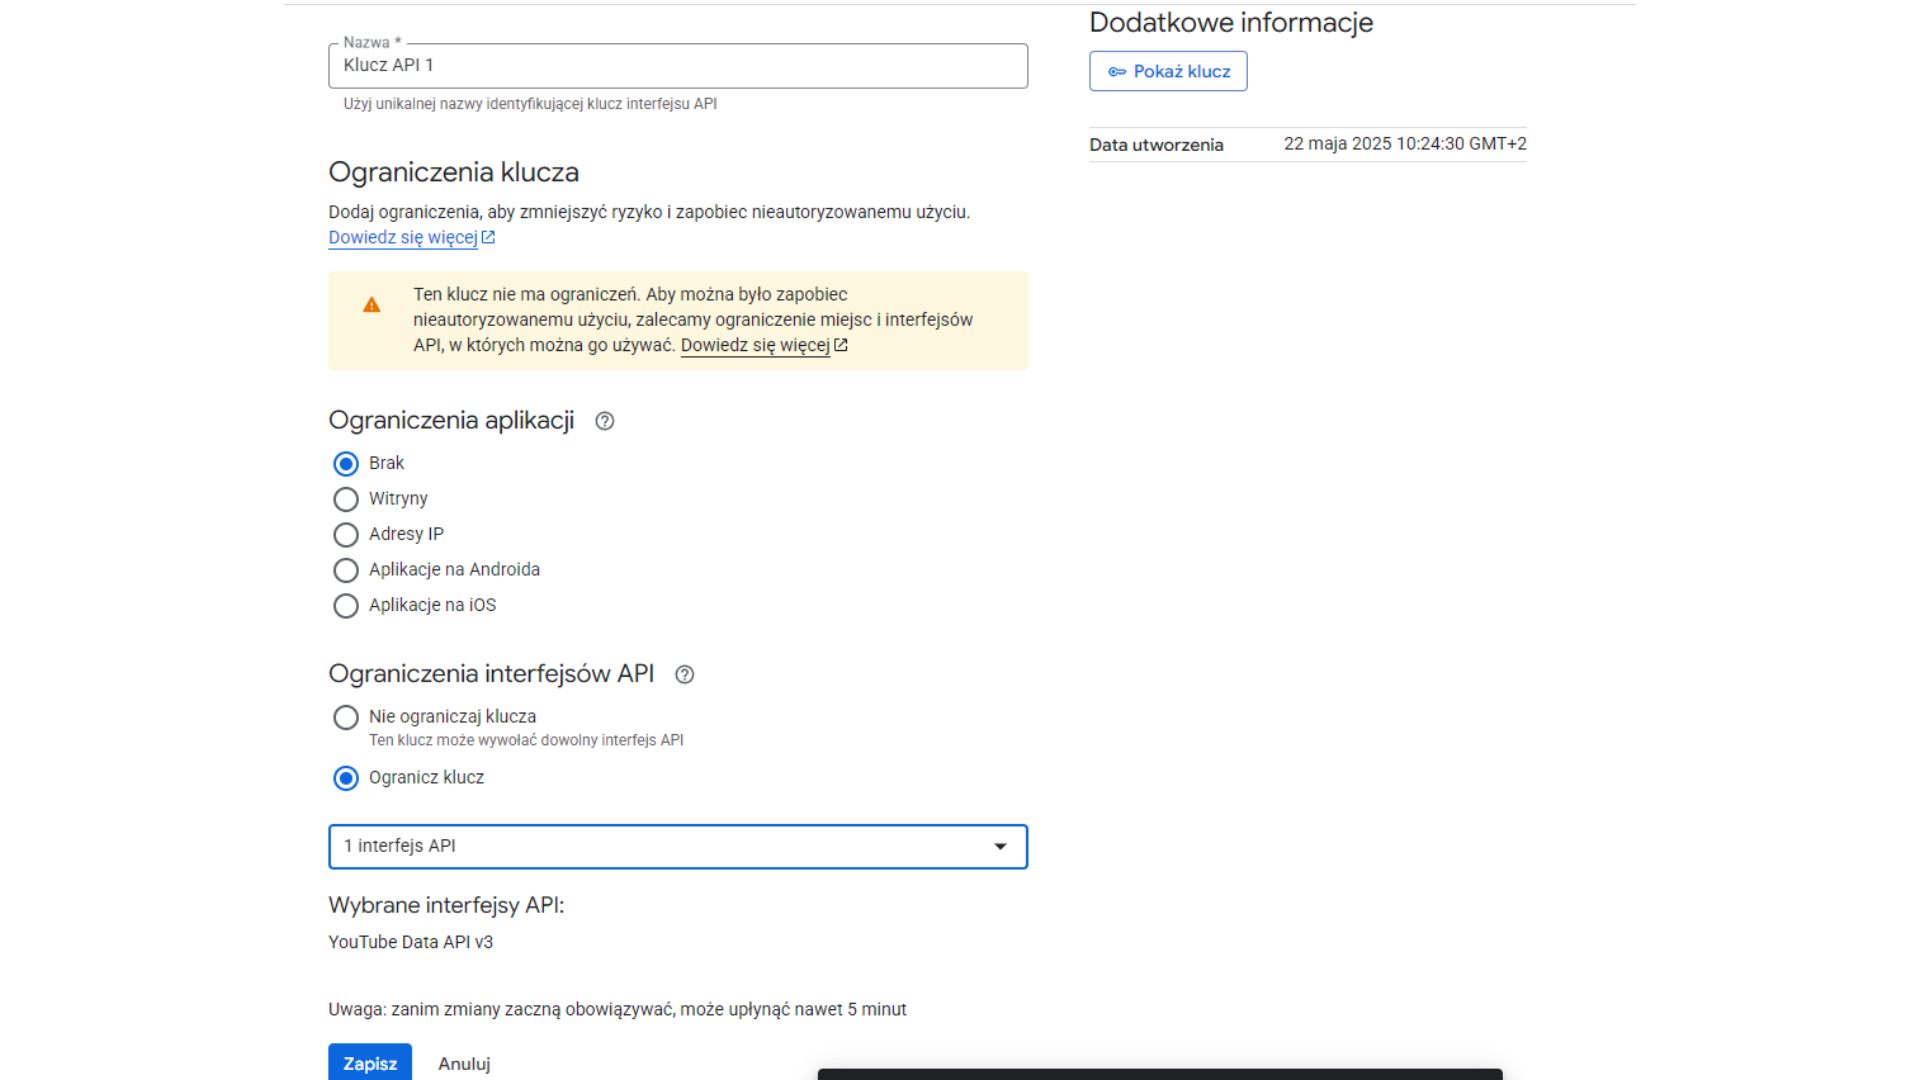 Nazwa *
Klucz API 1
Użyj unikalnej nazwy identyfikującej klucz interfejsu API
Ograniczenia klucza
Dodaj ograniczenia, aby zmniejszyć ryzyko i zapobiec nieautoryzowanemu użyciu.
Dowiedz się więcej
Ten klucz nie ma ograniczeń. Aby można było zapobiec
nieautoryzowanemu użyciu, zalecamy ograniczenie miejsc i interfejsów
API, w których można go używać. Dowiedz się więcej
Ograniczenia aplikacji
Brak
Witryny
Adresy IP
Aplikacje na Androida
Aplikacje na iOS
Ograniczenia interfejsów API
Nie ograniczaj klucza
Ten klucz może wywołać dowolny interfejs API
Ogranicz klucz
1 interfejs API
Wybrane interfejsy API:
YouTube Data API v3
Uwaga: zanim zmiany zaczną obowiązywać, może upłynąć nawet 5 minut
Zapisz Anuluj
Dodatkowe informacje
Pokaż klucz
Data utworzenia 22 maja 2025 10:24:30 GMT+2